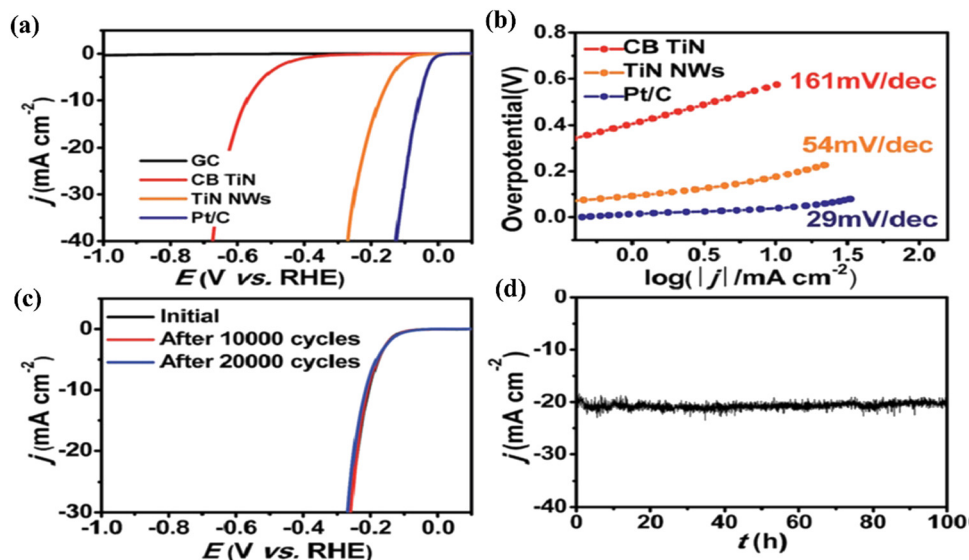 (a)
0
-10
-20
-30
-40
j (mA cm-2)
GC
CB TiN
TiN NWs
Pt/C
-1.0 -0.8 -0.6 -0.4 -0.2 0.0
E (V vs. RHE)
(b)
0.8
0.6
0.4
0.2
0.0
Overpotential(V)
CB TiN
TiN NWs
Pt/C
161mV/dec
54mV/dec
29mV/dec
0.0 0.5 1.0 1.5 2.0
log(|j|/mA cm-2)
(c)
0
-10
-20
-30
j (mA cm-2)
Initial
After 10000 cycles
After 20000 cycles
-1.0 -0.8 -0.6 -0.4 -0.2 0.0
E (V vs. RHE)
(d)
0
-10
-20
-30
-40
j (mA cm-2)
0 20 40 60 80 100
t (h)